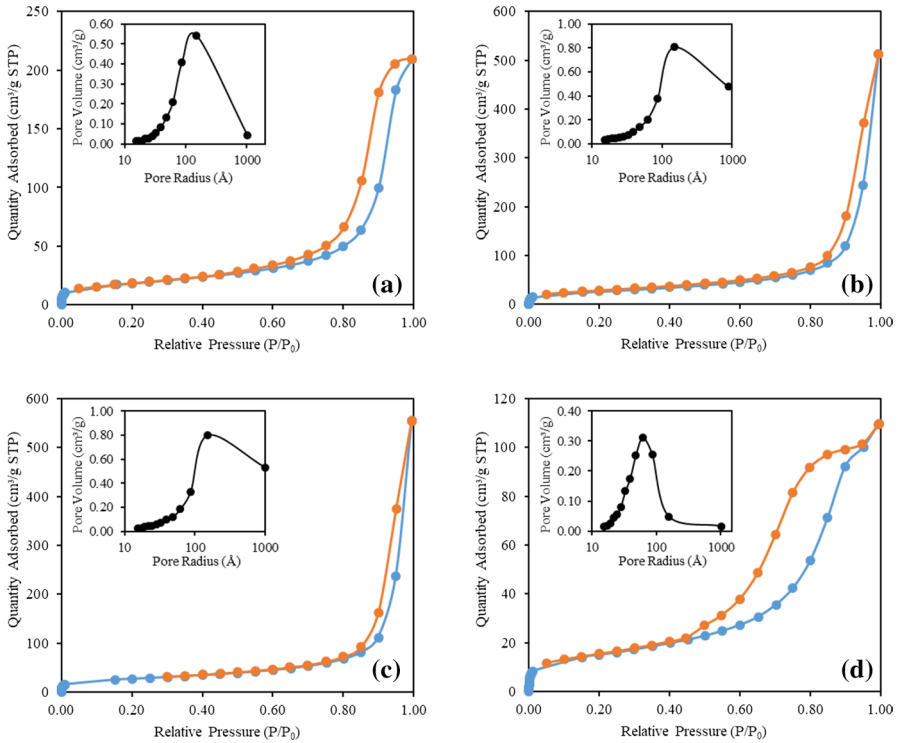 250
200
150
100
50
0
Quantity Adsorbed (cm³/g STP)
0.00 0.20 0.40 0.60 0.80 1.00
Relative Pressure (P/P₀)
0.60
0.50
0.40
0.30
0.20
0.10
0.00
Pore Volume (cm³/g)
10 100 1000
Pore Radius (Å)
(a)
600
500
400
300
200
100
0
Quantity Adsorbed (cm³/g STP)
0.00 0.20 0.40 0.60 0.80 1.00
Relative Pressure (P/P₀)
1.00
0.80
0.60
0.40
0.20
0.00
Pore Volume (cm³/g)
10 100 1000
Pore Radius (Å)
(b)
600
500
400
300
200
100
0
Quantity Adsorbed (cm³/g STP)
0.00 0.20 0.40 0.60 0.80 1.00
Relative Pressure (P/P₀)
1.00
0.80
0.60
0.40
0.20
0.00
Pore Volume (cm³/g)
10 100 1000
Pore Radius (Å)
(c)
120
100
80
60
40
20
0
Quantity Adsorbed (cm³/g STP)
0.00 0.20 0.40 0.60 0.80 1.00
Relative Pressure (P/P₀)
0.40
0.30
0.20
0.10
0.00
Pore Volume (cm³/g)
10 100 1000
Pore Radius (Å)
(d)